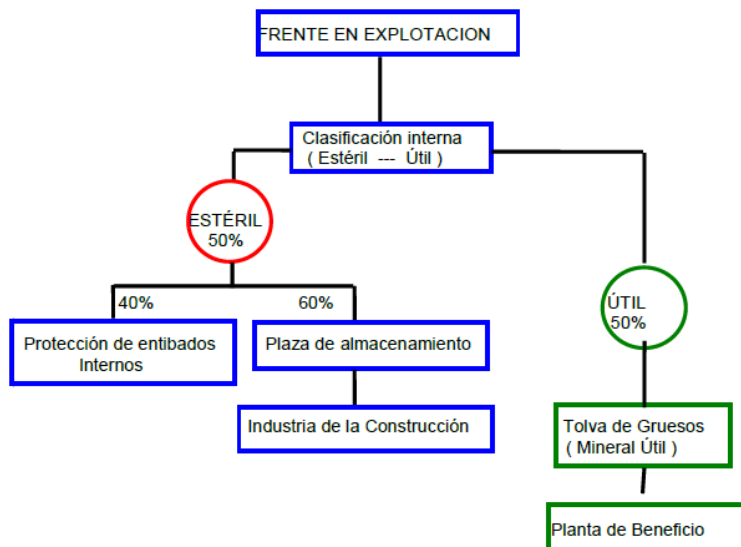 FRENTE EN EXPLOTACION
Clasificación interna
( Estéril --- Útil )
ESTÉRIL
50%
40%
60%
ÚTIL
50%
Protección de entibados
Internos
Plaza de almacenamiento
Industria de la Construcción
Tolva de Gruesos
( Mineral Útil )
Planta de Beneficio